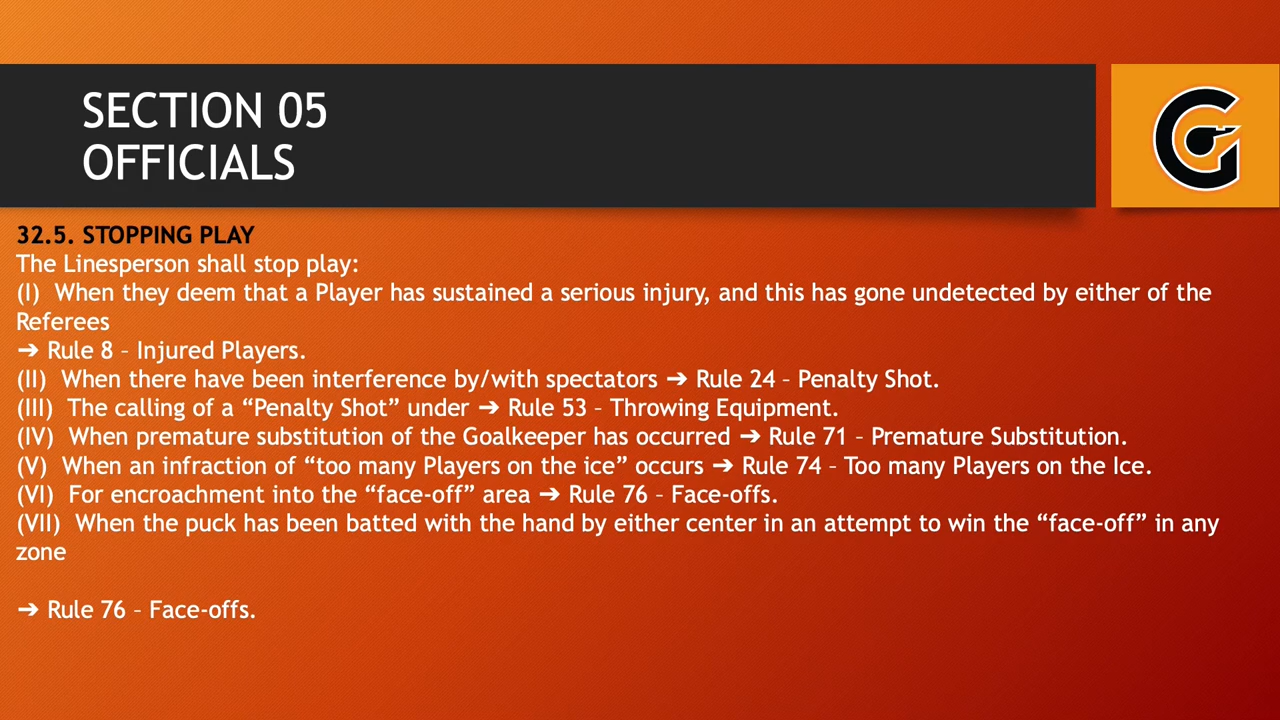 SECTION 05
OFFICIALS
32.5. STOPPING PLAY
The Linesperson shall stop play:
(I) When they deem that a Player has sustained a serious injury, and this has gone undetected by either of the
Referees
➔ Rule 8 – Injured Players.
(II) When there have been interference by/with spectators ➔ Rule 24 – Penalty Shot.
(III) The calling of a “Penalty Shot” under ➔ Rule 53 – Throwing Equipment.
(IV) When premature substitution of the Goalkeeper has occurred ➔ Rule 71 – Premature Substitution.
(V) When an infraction of “too many Players on the ice” occurs ➔ Rule 74 – Too many Players on the Ice.
(VI) For encroachment into the “face-off” area ➔ Rule 76 – Face-offs.
(VII) When the puck has been batted with the hand by either center in an attempt to win the “face-off” in any
zone
➔ Rule 76 – Face-offs.